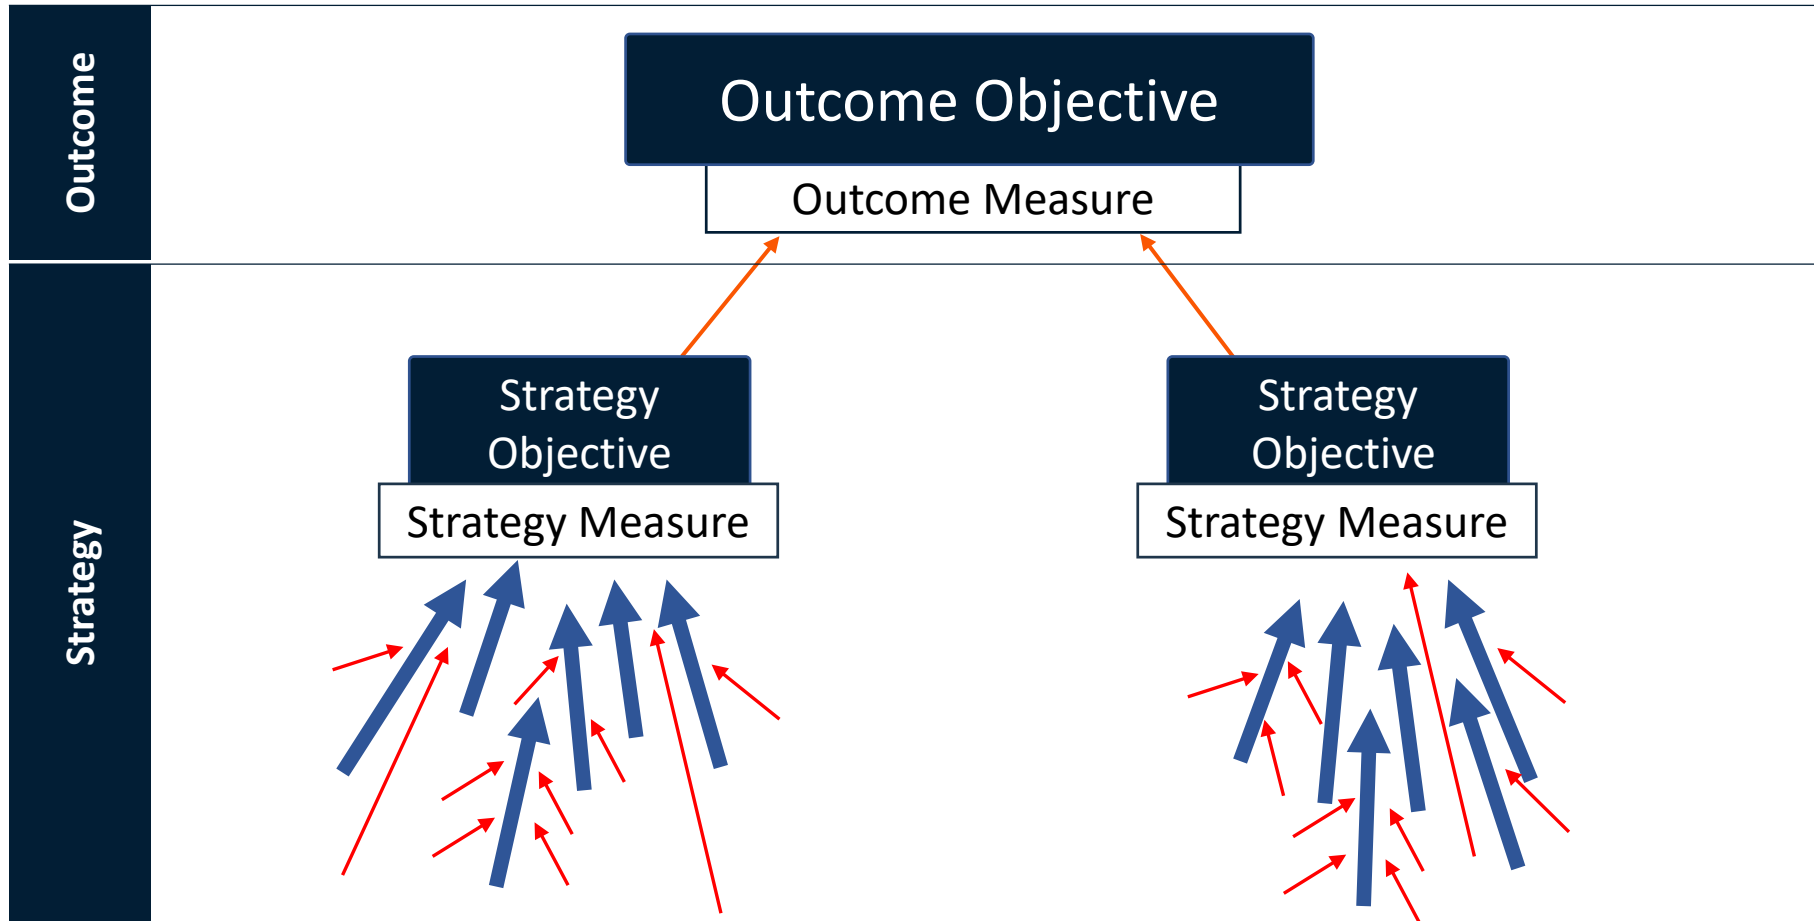 Outcome
Outcome Objective
Outcome Measure
Strategy
Strategy
Objective
Strategy Measure
Strategy
Objective
Strategy Measure